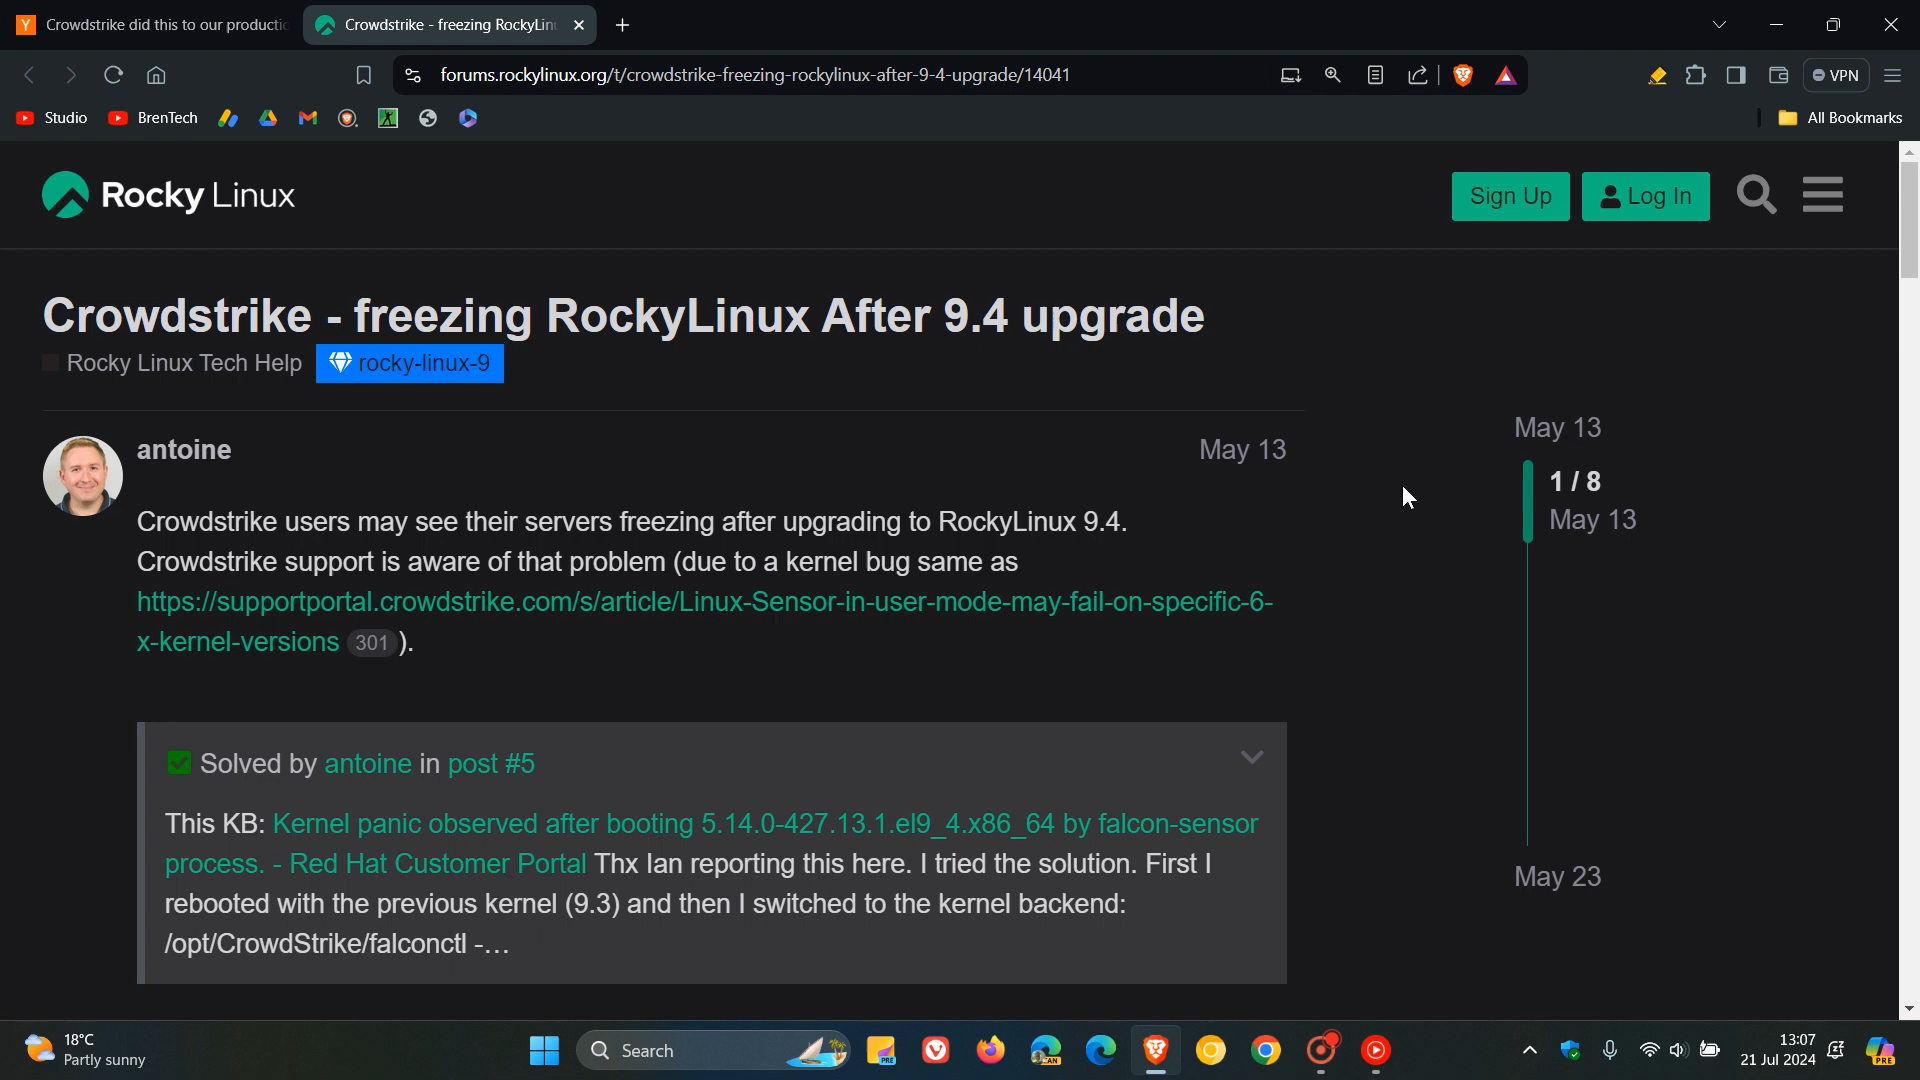 Crowdstrike did this to our productic
Crowdstrike - freezing RockyLin
forums.rockylinux.org/t/crowdstrike-freezing-rockylinux-after-9-4-upgrade/14041
VPN
Studio
BrenTech
All Bookmarks
Rocky Linux
Sign Up
Log In
Crowdstrike - freezing RockyLinux After 9.4 upgrade
Rocky Linux Tech Help
rocky-linux-9
antoine
May 13
Crowdstrike users may see their servers freezing after upgrading to RockyLinux 9.4.
Crowdstrike support is aware of that problem (due to a kernel bug same as
https://supportportal.crowdstrike.com/s/article/Linux-Sensor-in-user-mode-may-fail-on-specific-6-
x-kernel-versions 301 ).
Solved by antoine in post #5
This KB: Kernel panic observed after booting 5.14.0-427.13.1.el9_4.x86_64 by falcon-sensor
process. - Red Hat Customer Portal Thx Ian reporting this here. I tried the solution. First I
rebooted with the previous kernel (9.3) and then I switched to the kernel backend:
/opt/CrowdStrike/falconctl -…
May 13
1 / 8
May 13
May 23
18°C
Partly sunny
Search
PRE
CAN
13:07
21 Jul 2024
PRE